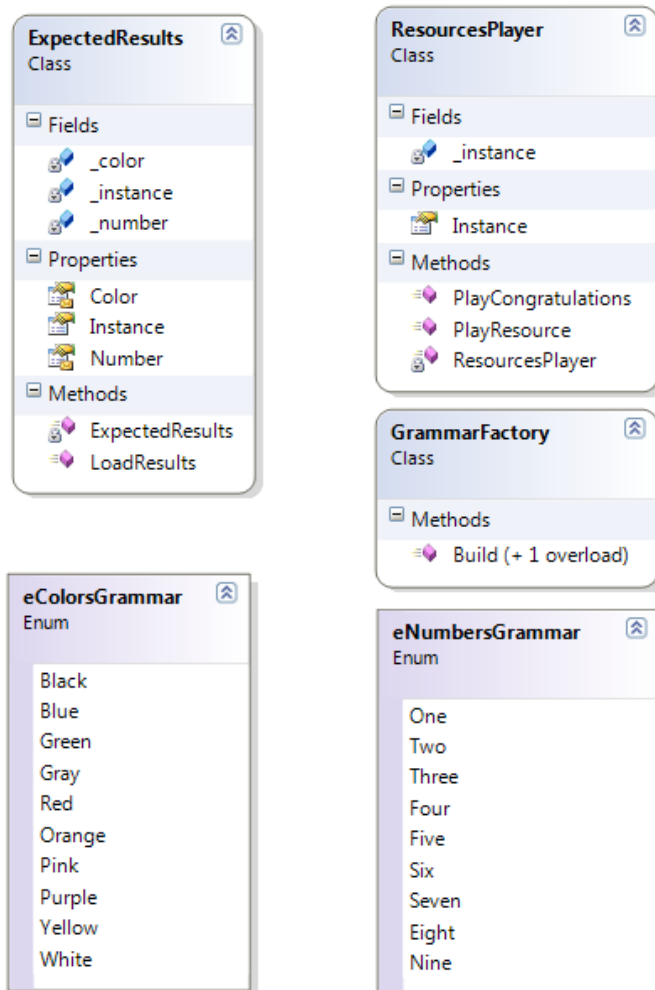 ExpectedResults
Class
Fields
_color
_instance
_number
Properties
Color
Instance
Number
Methods
ExpectedResults
LoadResults
ResourcesPlayer
Class
Fields
_instance
Properties
Instance
Methods
PlayCongratulations
PlayResource
ResourcesPlayer
GrammarFactory
Class
Methods
Build (+ 1 overload)
eColorsGrammar
Enum
Black
Blue
Green
Gray
Red
Orange
Pink
Purple
Yellow
White
eNumbersGrammar
Enum
One
Two
Three
Four
Five
Six
Seven
Eight
Nine